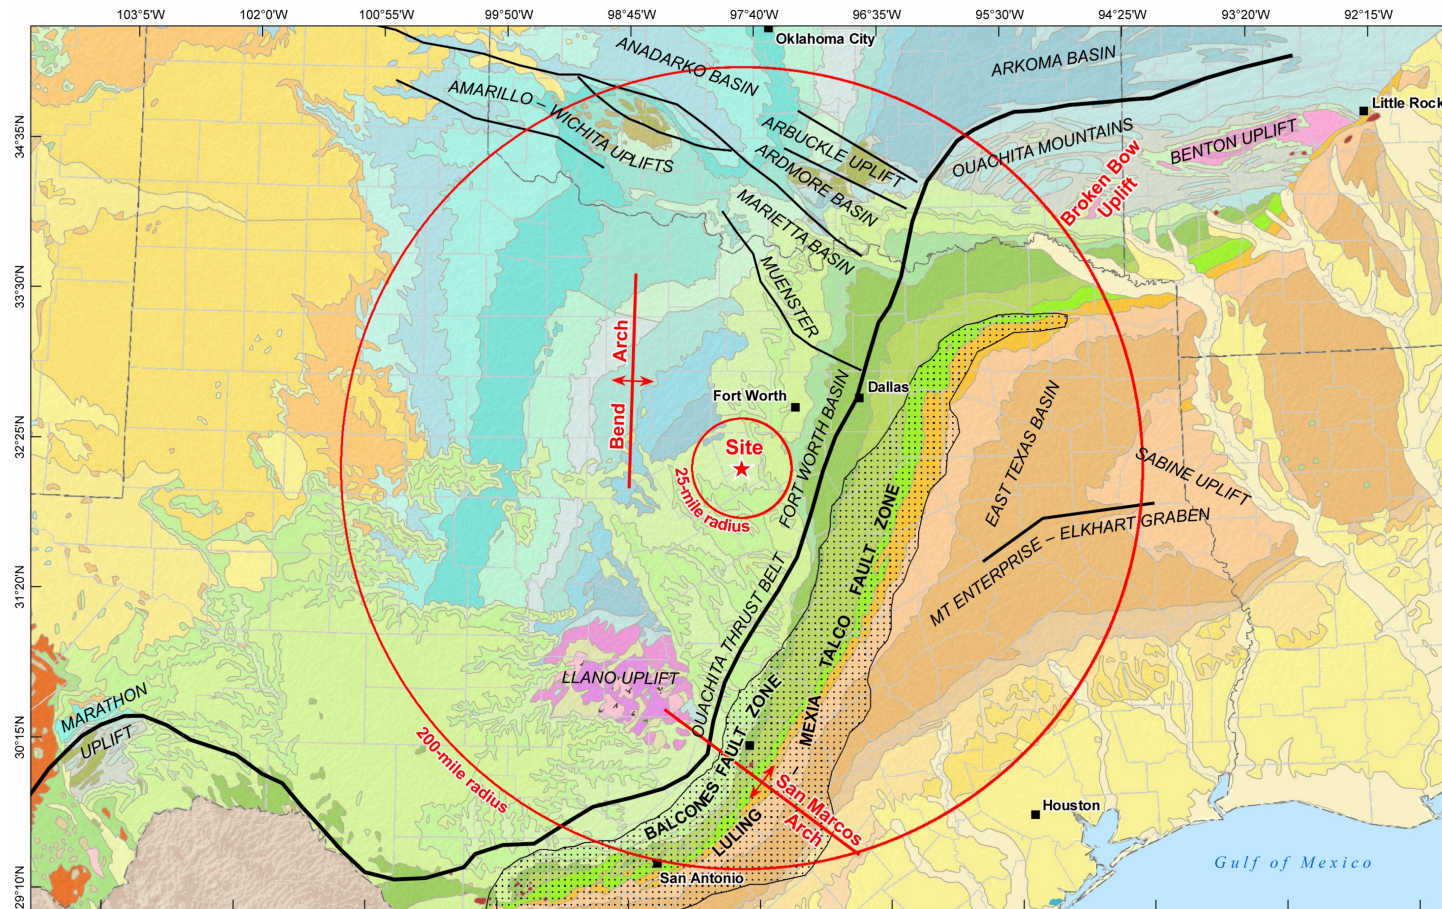 103°5'W
102°0'W
100°55'W
99°50'W
98°45'W
97°40'W
96°35'W
95°30'W
94°25'W
93°20'W
92°15'W
34°35'N
33°30'N
32°25'N
31°20'N
30°15'N
29°10'N
Oklahoma City
ANADARKO BASIN
ARKOMA BASIN
AMARILLO – WICHITA UPLIFTS
Little Rock
ARBUCKLE UPLIFT
OUACHITA MOUNTAINS
BENTON UPLIFT
ARDMORE BASIN
Broken Bow
Uplift
MARIETTA BASIN
MUENSTER
Bend Arch
Fort Worth
Dallas
FORT WORTH BASIN
Site
25-mile radius
EAST TEXAS BASIN
SABINE UPLIFT
MT ENTERPRISE – ELKHART GRABEN
OUACHITA THRUST BELT
LLANO UPLIFT
MARATHON
UPLIFT
200-mile radius
BALCONES FAULT ZONE
LULING – MEXIA TALCO FAULT ZONE
San Marcos
Arch
San Antonio
Houston
Gulf of Mexico